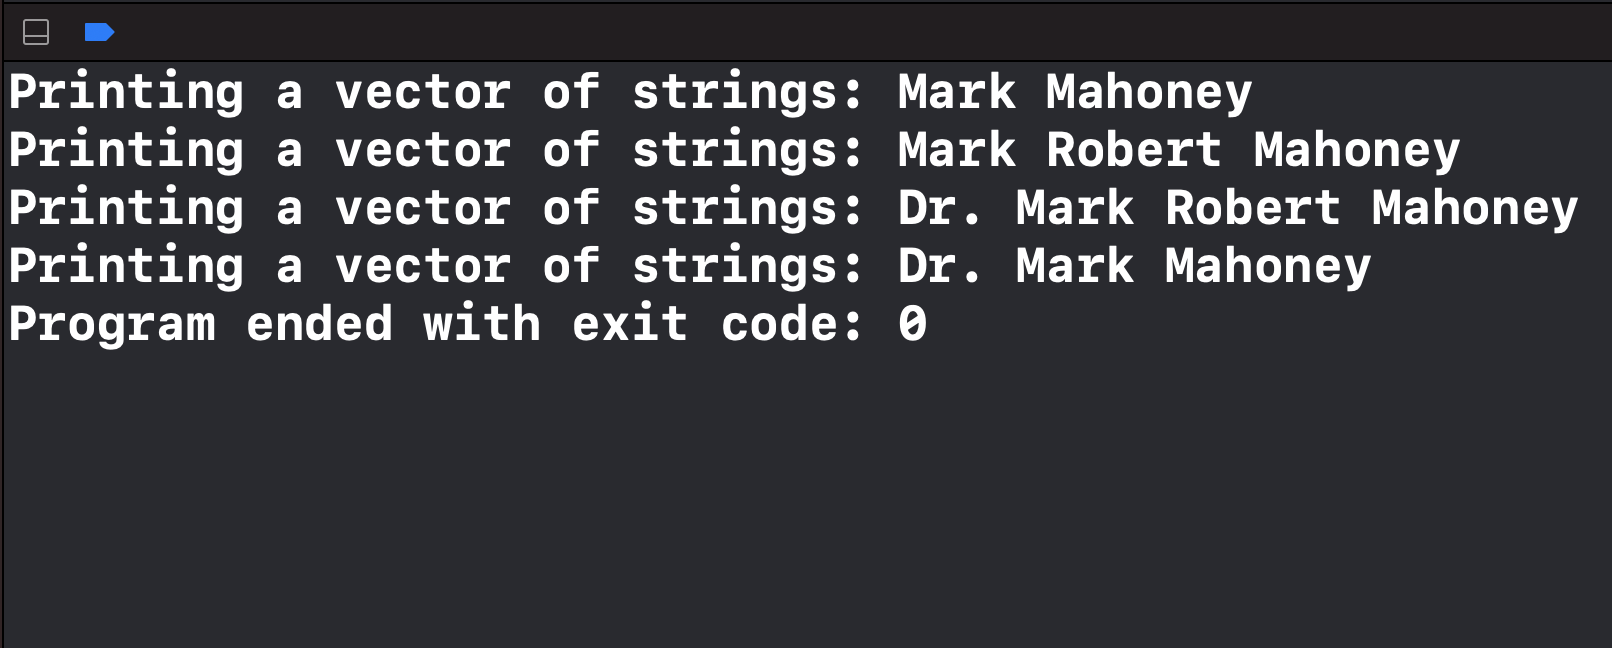 Printing a vector of strings: Mark Mahoney
Printing a vector of strings: Mark Robert Mahoney
Printing a vector of strings: Dr. Mark Robert Mahoney
Printing a vector of strings: Dr. Mark Mahoney
Program ended with exit code: 0